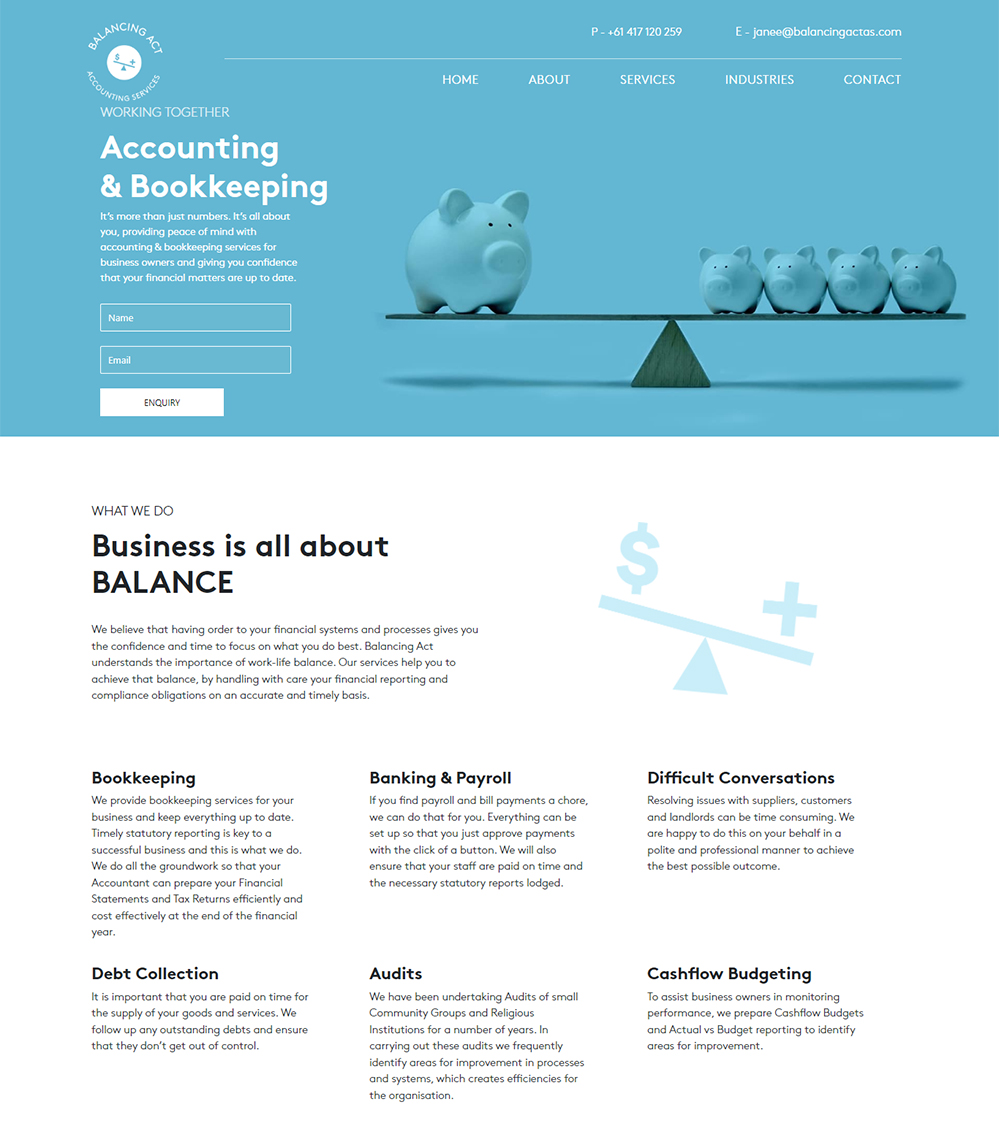 BALANCING ACT
$ +
ACCOUNTING SERVICES
P - +61 417 120 259
E - janee@balancingactas.com
HOME
ABOUT
SERVICES
INDUSTRIES
CONTACT
WORKING TOGETHER
Accounting
& Bookkeeping
It's more than just numbers. It's all about
you, providing peace of mind with
accounting & bookkeeping services for
business owners and giving you confidence
that your financial matters are up to date.
Name
Email
ENQUIRY
WHAT WE DO
Business is all about
BALANCE
$ +
We believe that having order to your financial systems and processes gives you
the confidence and time to focus on what you do best. Balancing Act
understands the importance of work-life balance. Our services help you to
achieve that balance, by handling with care your financial reporting and
compliance obligations on an accurate and timely basis.
Bookkeeping
We provide bookkeeping services for your
business and keep everything up to date.
Timely statutory reporting is key to a
successful business and this is what we do.
We do all the groundwork so that your
Accountant can prepare your Financial
Statements and Tax Returns efficiently and
cost effectively at the end of the financial
year.
Banking & Payroll
If you find payroll and bill payments a chore,
we can do that for you. Everything can be
set up so that you just approve payments
with the click of a button. We will also
ensure that your staff are paid on time and
the necessary statutory reports lodged.
Difficult Conversations
Resolving issues with suppliers, customers
and landlords can be time consuming. We
are happy to do this on your behalf in a
polite and professional manner to achieve
the best possible outcome.
Debt Collection
It is important that you are paid on time for
the supply of your goods and services. We
follow up any outstanding debts and ensure
that they don't get out of control.
Audits
We have been undertaking Audits of small
Community Groups and Religious
Institutions for a number of years. In
carrying out these audits we frequently
identify areas for improvement in processes
and systems, which creates efficiencies for
the organisation.
Cashflow Budgeting
To assist business owners in monitoring
performance, we prepare Cashflow Budgets
and Actual vs Budget reporting to identify
areas for improvement.